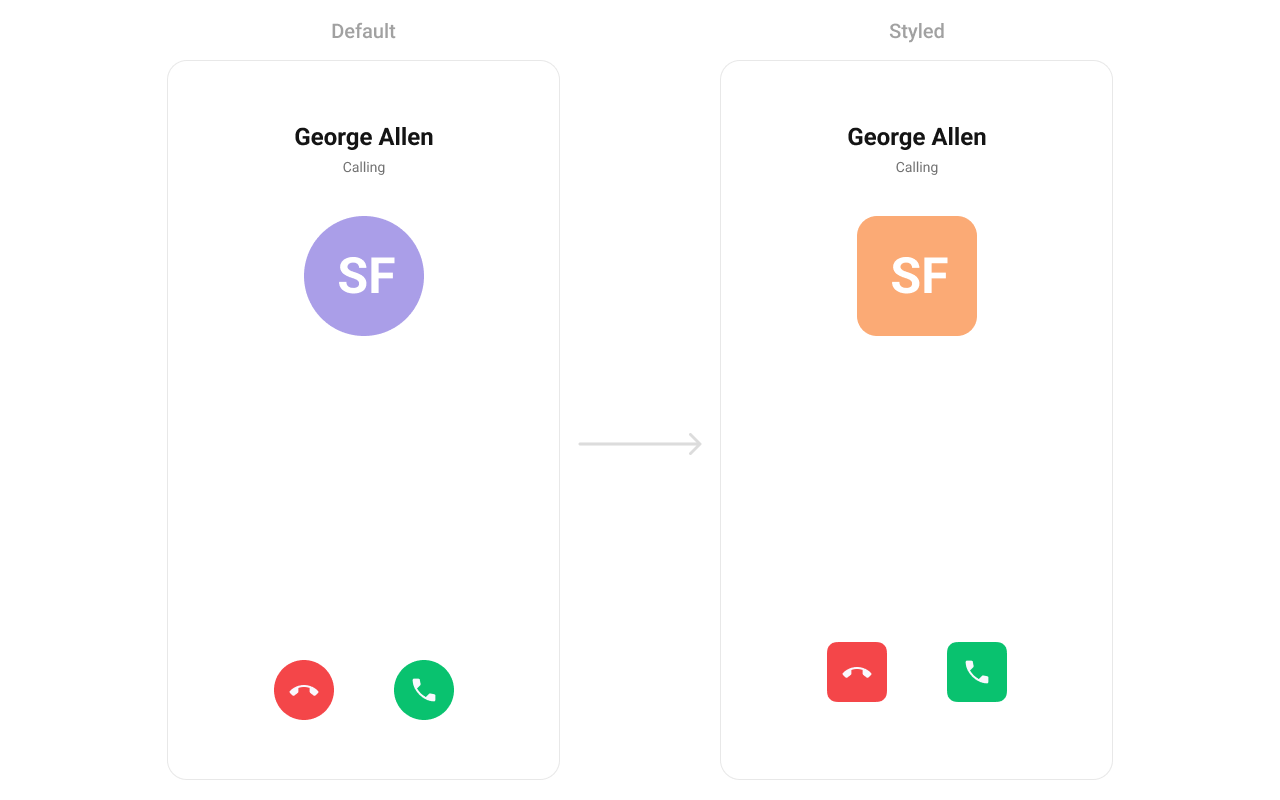 Default
George Allen
Calling
SF
Styled
George Allen
Calling
SF